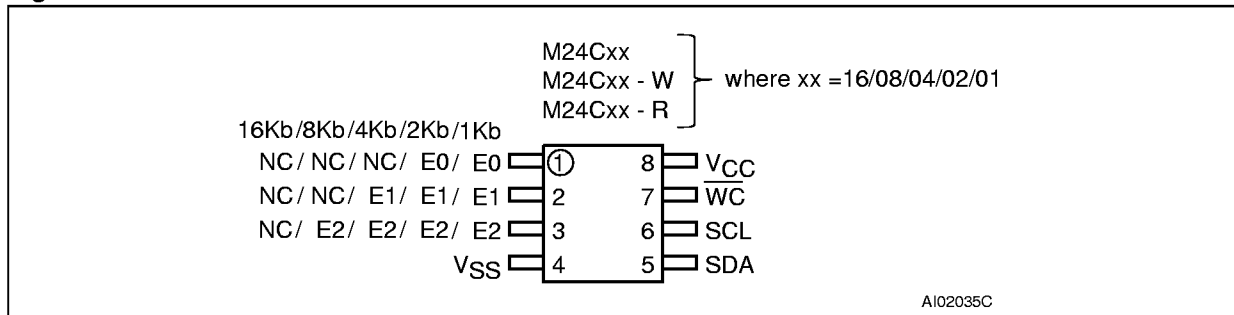 M24Cxx
M24Cxx - W
M24Cxx - R
where xx =16/08/04/02/01
16Kb/8Kb/4Kb/2Kb/1Kb
NC/ NC/ NC/ E0/ E0 1 8 VCC
NC/ NC/ E1/ E1/ E1 2 7 WC
NC/ E2/ E2/ E2/ E2 3 6 SCL
VSS 4 5 SDA
AI02035C